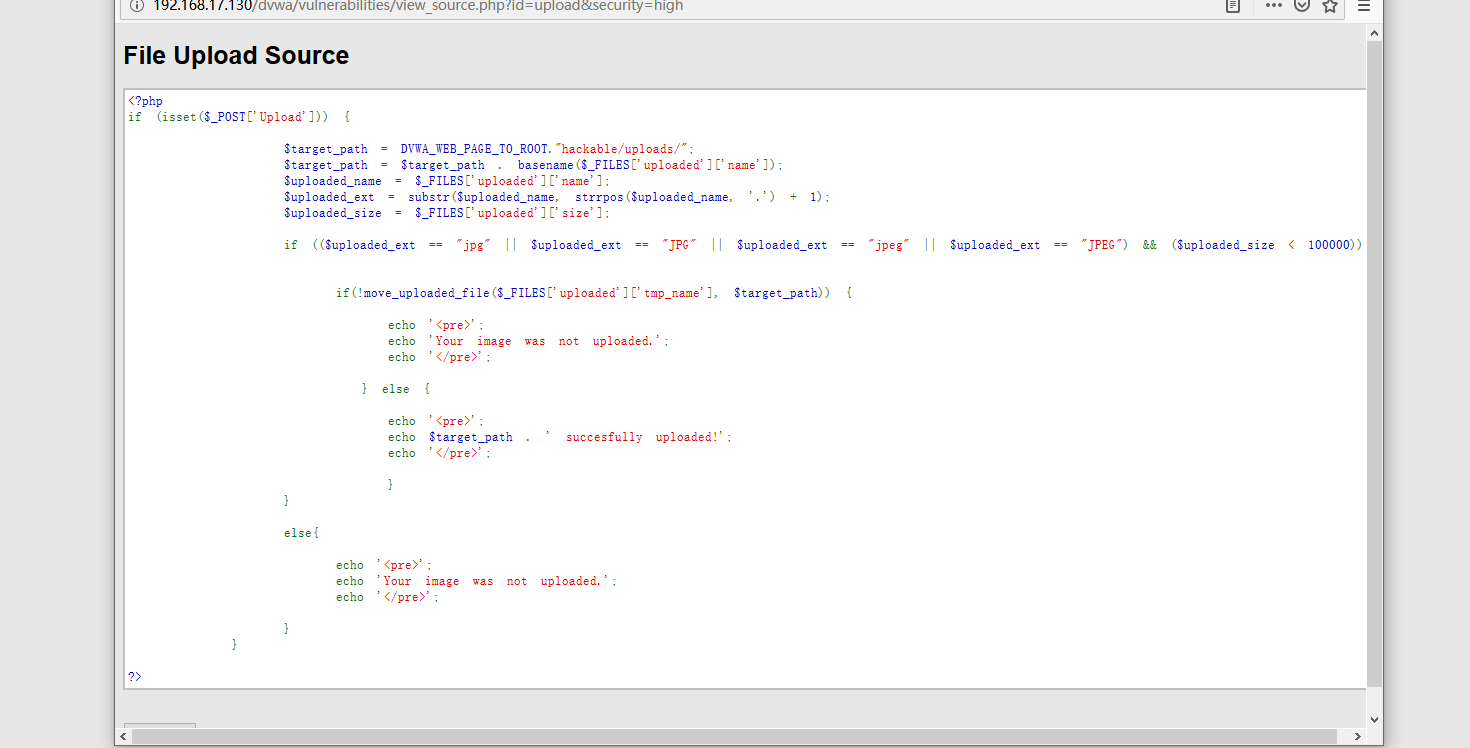 192.168.17.130/dvwa/vulnerabilities/view_source.php?id=upload&security=high
File Upload Source
<?php
if (isset($_POST['Upload'])) {
$target_path = DVWA_WEB_PAGE_TO_ROOT."hackable/uploads/";
$target_path = $target_path . basename($_FILES['uploaded']['name']);
$uploaded_name = $_FILES['uploaded']['name'];
$uploaded_ext = substr($uploaded_name, strrpos($uploaded_name, '.') + 1);
$uploaded_size = $_FILES['uploaded']['size'];
if (($uploaded_ext == "jpg" || $uploaded_ext == "JPG" || $uploaded_ext == "jpeg" || $uploaded_ext == "JPEG") && ($uploaded_size < 100000))
if(!move_uploaded_file($_FILES['uploaded']['tmp_name'], $target_path)) {
echo '<pre>';
echo 'Your image was not uploaded.';
echo '</pre>';
} else {
echo '<pre>';
echo $target_path . ' succesfully uploaded!';
echo '</pre>';
}
}
else{
echo '<pre>';
echo 'Your image was not uploaded.';
echo '</pre>';
}
}
?>